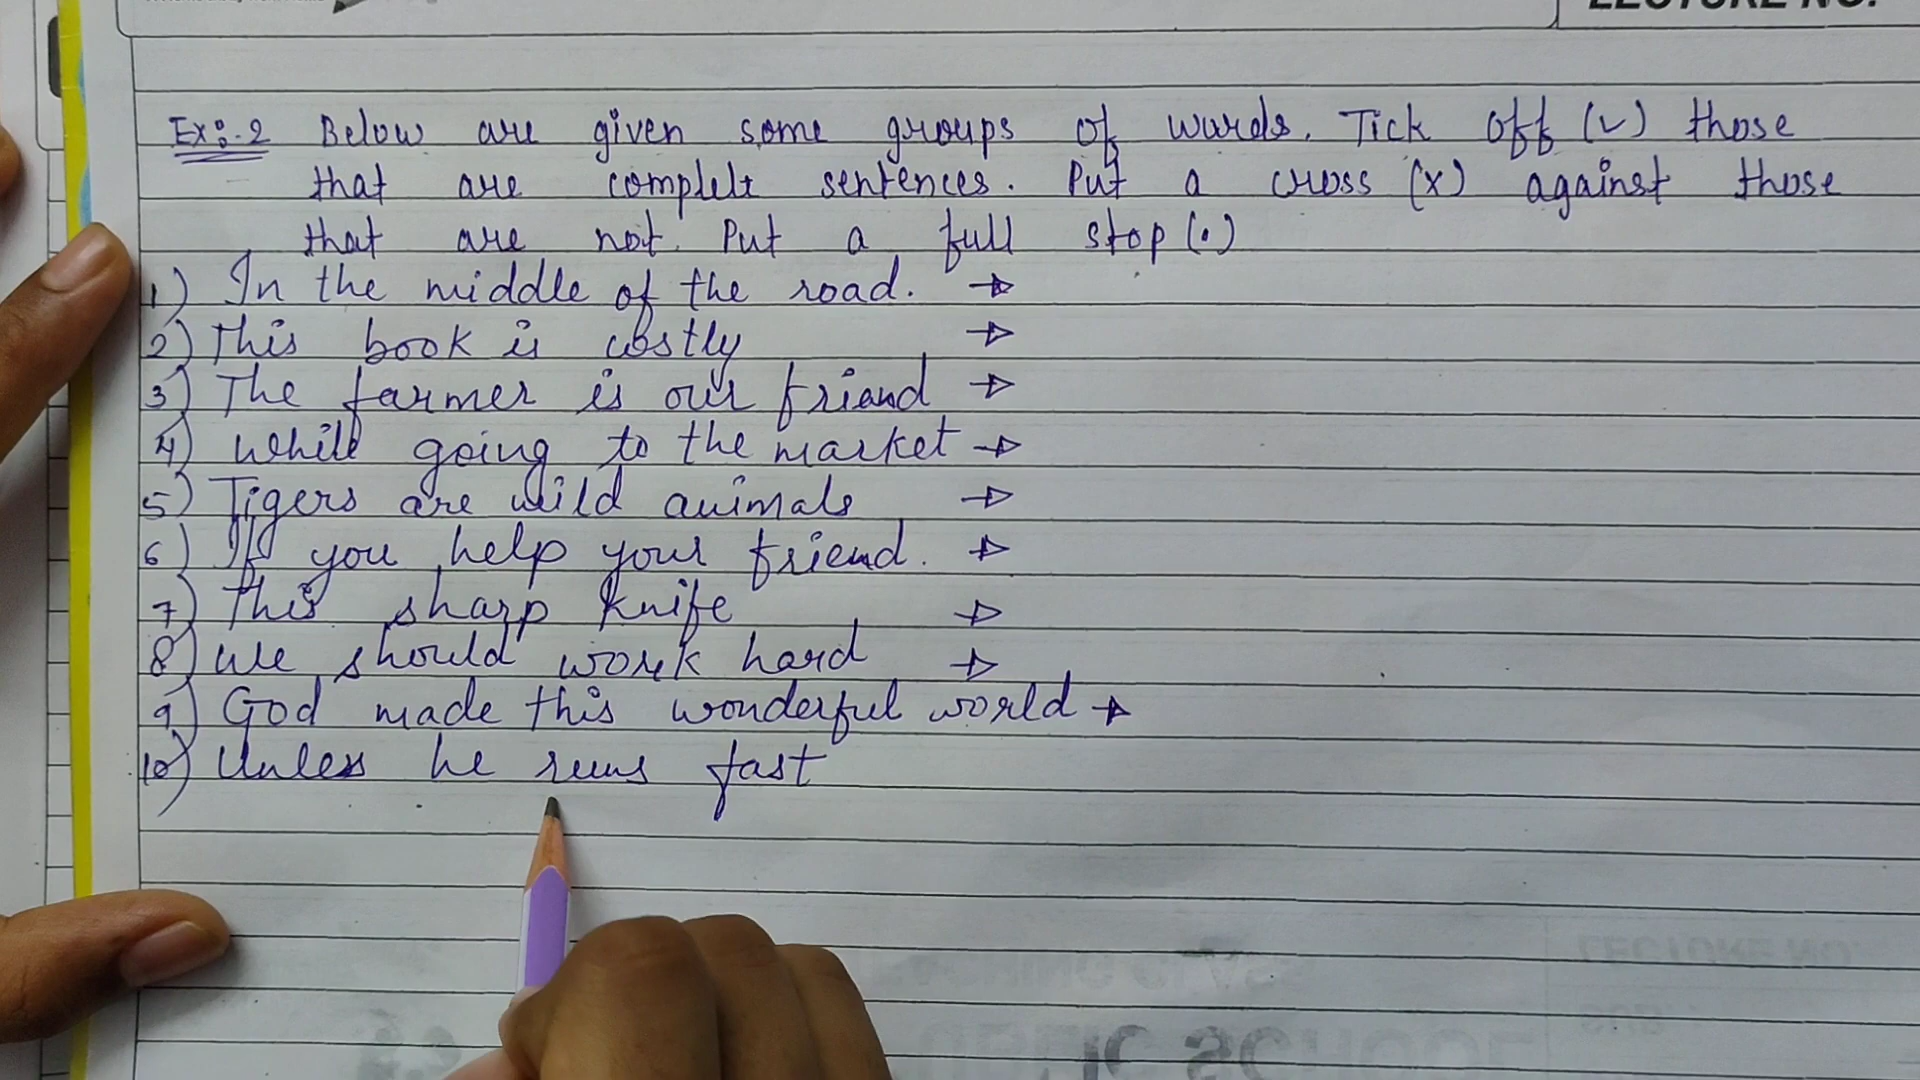 LECTURE NO.
Ex:-2 Below are given some groups of words. Tick off (✓) those
that are complete sentences. Put a cross (x) against those
that are not. Put a full stop (.)
1) In the middle of the road. →
2) This book is costly →
3) The farmer is our friend →
4) While going to the market →
5) Tigers are wild animals →
6) If you help your friend. →
7) This sharp knife →
8) We should work hard →
9) God made this wonderful world →
10) Unless he runs fast